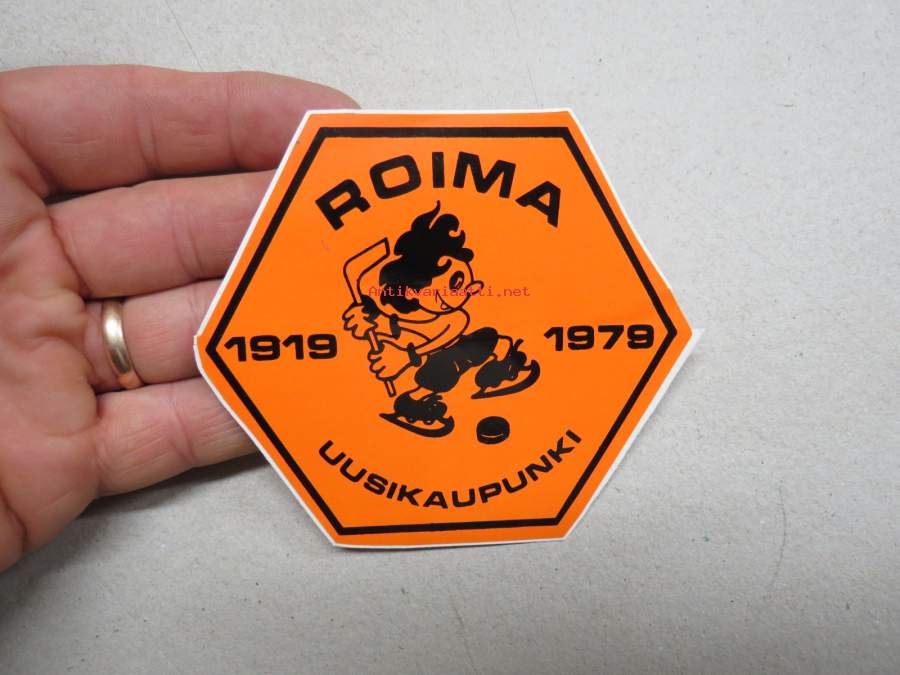 ROIMA
Antikvariaatti.net
1919 1979
UUSIKAUPUNKI